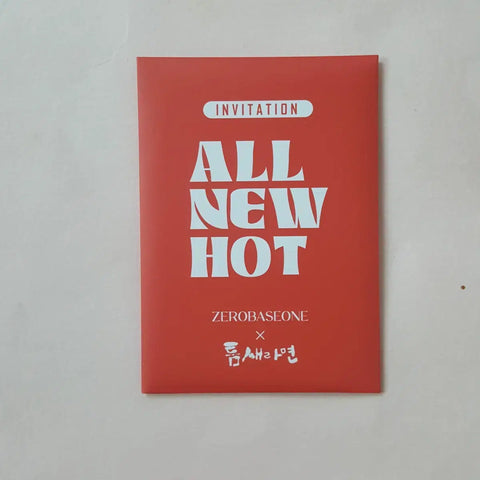 INVITATION
ALL
NEW
HOT
ZEROBASEONE
×
틈새라면